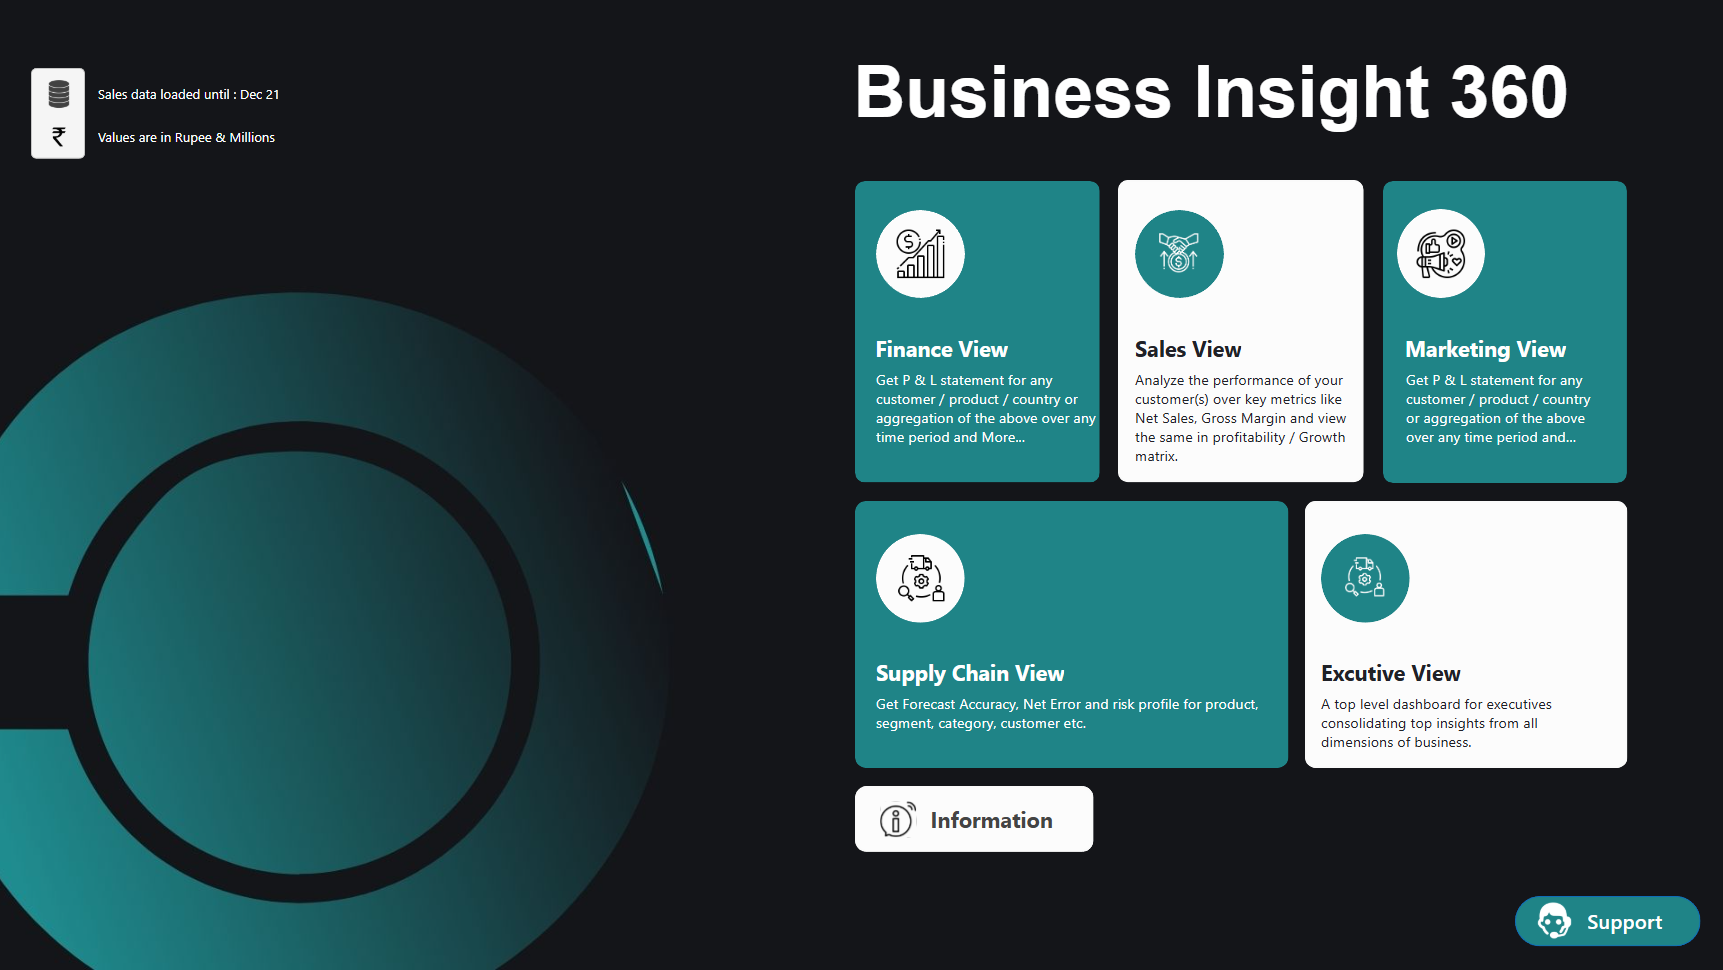 Sales data loaded until : Dec 21
₹
Values are in Rupee & Millions
Business Insight 360
Finance View
Get P & L statement for any
customer / product / country or
aggregation of the above over any
time period and More...
Sales View
Analyze the performance of your
customer(s) over key metrics like
Net Sales, Gross Margin and view
the same in profitability / Growth
matrix.
Marketing View
Get P & L statement for any
customer / product / country
or aggregation of the above
over any time period and...
Supply Chain View
Get Forecast Accuracy, Net Error and risk profile for product,
segment, category, customer etc.
Excutive View
A top level dashboard for executives
consolidating top insights from all
dimensions of business.
Information
Support